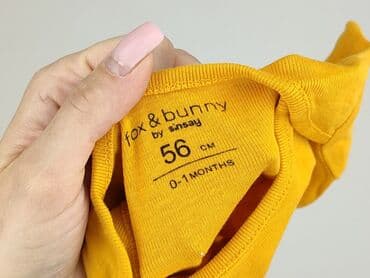 fox & bunny
by sinsay
56 CM
0-1 MONTHS